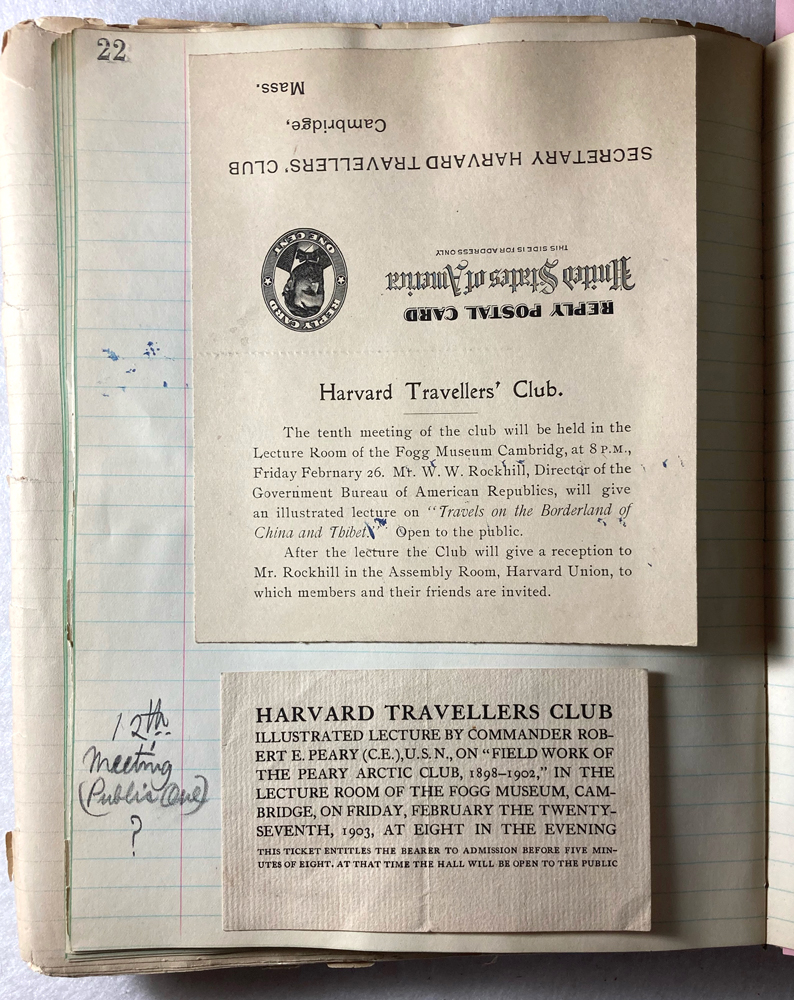 22
Mass.
Cambridge,
SECRETARY HARVARD TRAVELLERS' CLUB
THIS SIDE IS FOR ADDRESS ONLY
United States of America
REPLY POSTAL CARD
REPLY CARD
ONE CENT
Harvard Travellers' Club.
The tenth meeting of the club will be held in the
Lecture Room of the Fogg Museum Cambridg, at 8 P.M.,
Friday Februrary 26. Mr. W. W. Rockhill, Director of the
Government Bureau of American Republics, will give
an illustrated lecture on "Travels on the Borderland of
China and Thibet." Open to the public.
After the lecture the Club will give a reception to
Mr. Rockhill in the Assembly Room, Harvard Union, to
which members and their friends are invited.
HARVARD TRAVELLERS CLUB
ILLUSTRATED LECTURE BY COMMANDER ROB-
ERT E. PEARY (C.E.), U.S.N., ON "FIELD WORK OF
THE PEARY ARCTIC CLUB, 1898–1902," IN THE
LECTURE ROOM OF THE FOGG MUSEUM, CAM-
BRIDGE, ON FRIDAY, FEBRUARY THE TWENTY-
SEVENTH, 1903, AT EIGHT IN THE EVENING
THIS TICKET ENTITLES THE BEARER TO ADMISSION BEFORE FIVE MIN-
UTES OF EIGHT. AT THAT TIME THE HALL WILL BE OPEN TO THE PUBLIC
12th
Meeting
(Public One)
?